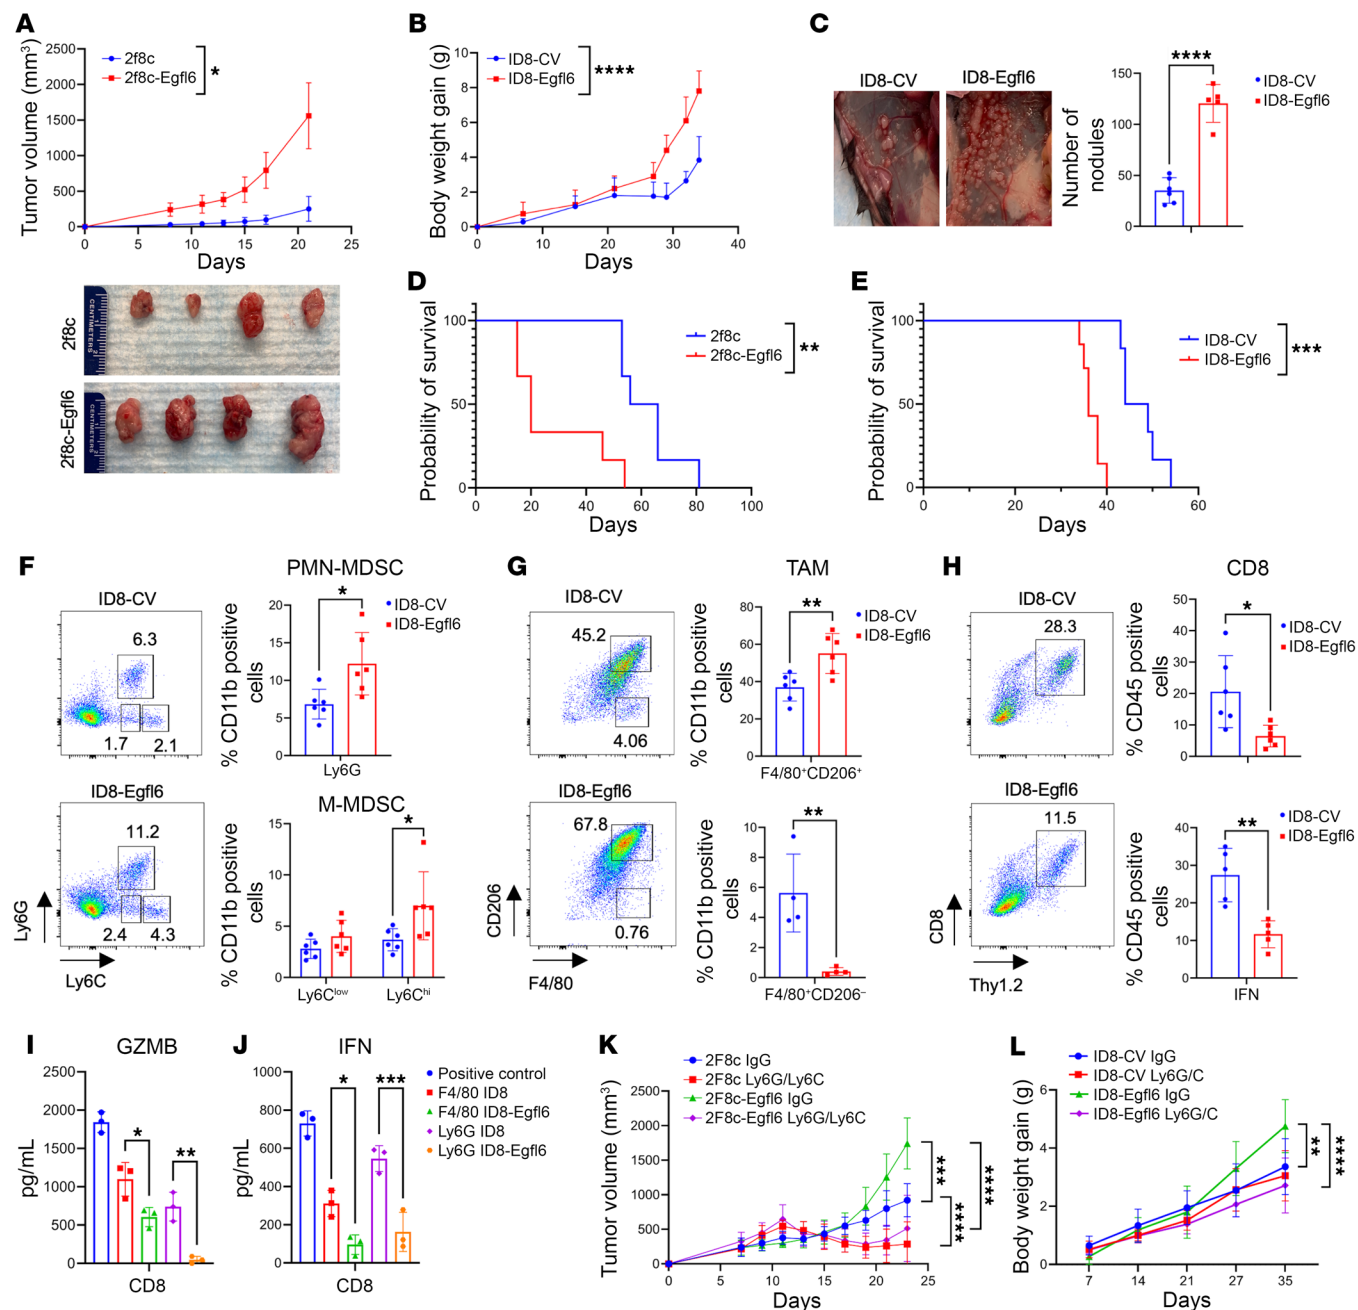 A
Tumor volume (mm³)
2500
2000
1500
1000
500
0
0 5 10 15 20 25
Days
2f8c
2f8c-Egfl6
*
2f8c
CENTIMETERS
2f8c-Egfl6
CENTIMETERS
B
Body weight gain (g)
10
8
6
4
2
0
0 10 20 30 40
Days
ID8-CV
ID8-Egfl6
****
C
ID8-CV ID8-Egfl6
Number of
nodules
150
100
50
0
****
ID8-CV
ID8-Egfl6
D
Probability of survival
100
50
0
0 20 40 60 80 100
Days
2f8c
2f8c-Egfl6
**
E
Probability of survival
100
50
0
0 20 40 60
Days
ID8-CV
ID8-Egfl6
***
F
ID8-CV
6.3
1.7 2.1
ID8-Egfl6
11.2
2.4 4.3
Ly6G
Ly6C
PMN-MDSC
% CD11b positive
cells
20
15
10
5
0
*
Ly6G
ID8-CV
ID8-Egfl6
M-MDSC
% CD11b positive
cells
15
10
5
0
*
Ly6Clow Ly6Chi
G
ID8-CV
45.2
4.06
ID8-Egfl6
67.8
0.76
CD206
F4/80
TAM
% CD11b positive
cells
80
60
40
20
0
**
F4/80+CD206+
ID8-CV
ID8-Egfl6
% CD11b positive
cells
10
8
6
4
2
0
**
F4/80+CD206–
H
ID8-CV
28.3
ID8-Egfl6
11.5
CD8
Thy1.2
CD8
% CD45 positive
cells
50
40
30
20
10
0
*
ID8-CV
ID8-Egfl6
% CD45 positive
cells
40
30
20
10
0
**
IFN
ID8-CV
ID8-Egfl6
I
GZMB
pg/mL
2500
2000
1500
1000
500
0
*
**
CD8
J
IFN
pg/mL
1000
800
600
400
200
0
*
***
CD8
Positive control
F4/80 ID8
F4/80 ID8-Egfl6
Ly6G ID8
Ly6G ID8-Egfl6
K
2F8c IgG
2F8c Ly6G/Ly6C
2F8c-Egfl6 IgG
2F8c-Egfl6 Ly6G/Ly6C
Tumor volume (mm³)
2500
2000
1500
1000
500
0
0 5 10 15 20 25
Days
***
****
****
L
ID8-CV IgG
ID8-CV Ly6G/C
ID8-Egfl6 IgG
ID8-Egfl6 Ly6G/C
Body weight gain (g)
6
4
2
0
7 14 21 27 35
Days
**
****